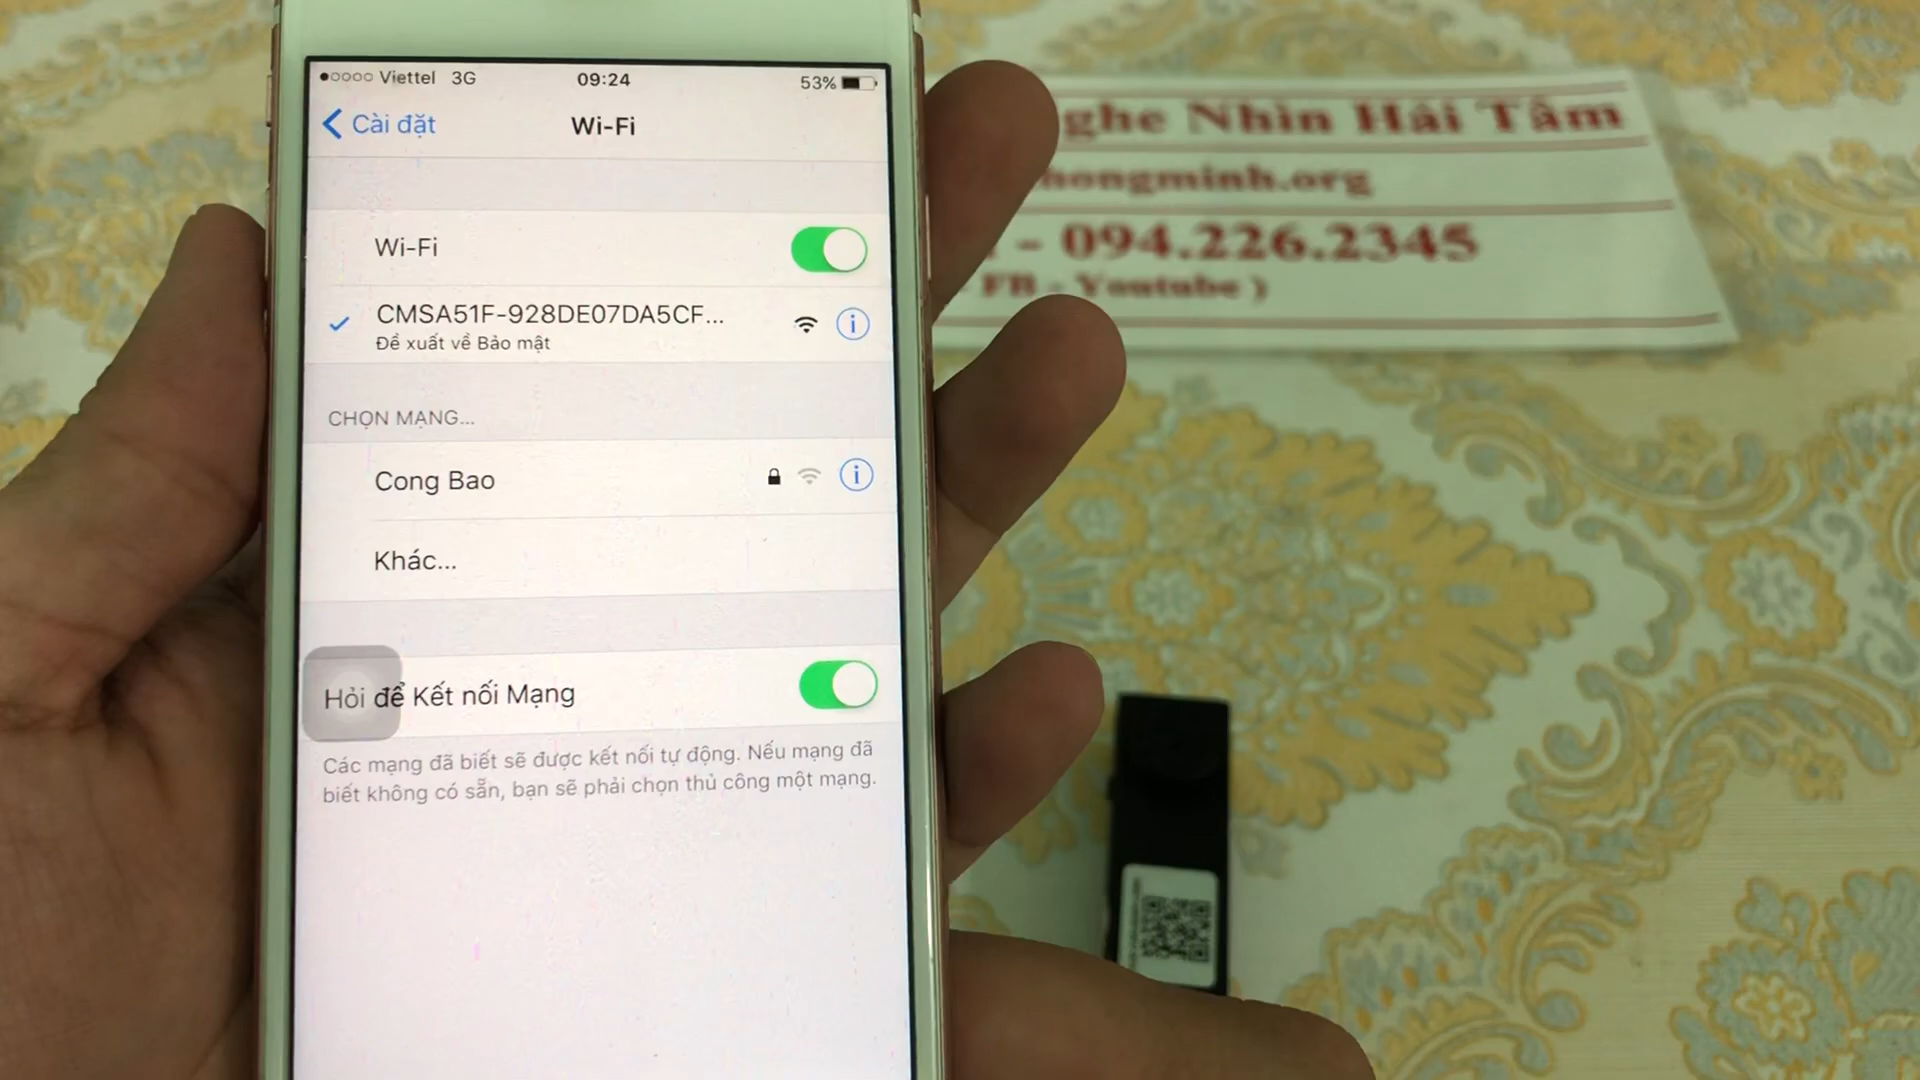 Viettel 3G 09:24 53%
Cài đặt Wi-Fi
Wi-Fi
CMSA51F-928DE07DA5CF...
Đề xuất về Bảo mật
CHỌN MẠNG...
Cong Bao
Khác...
Hỏi để Kết nối Mạng
Các mạng đã biết sẽ được kết nối tự động. Nếu mạng đã
biết không có sẵn, bạn sẽ phải chọn thủ công một mạng.
ghe Nhìn Hải Tâm
hongminh.org
- 094.226.2345
- FB - Youtube )